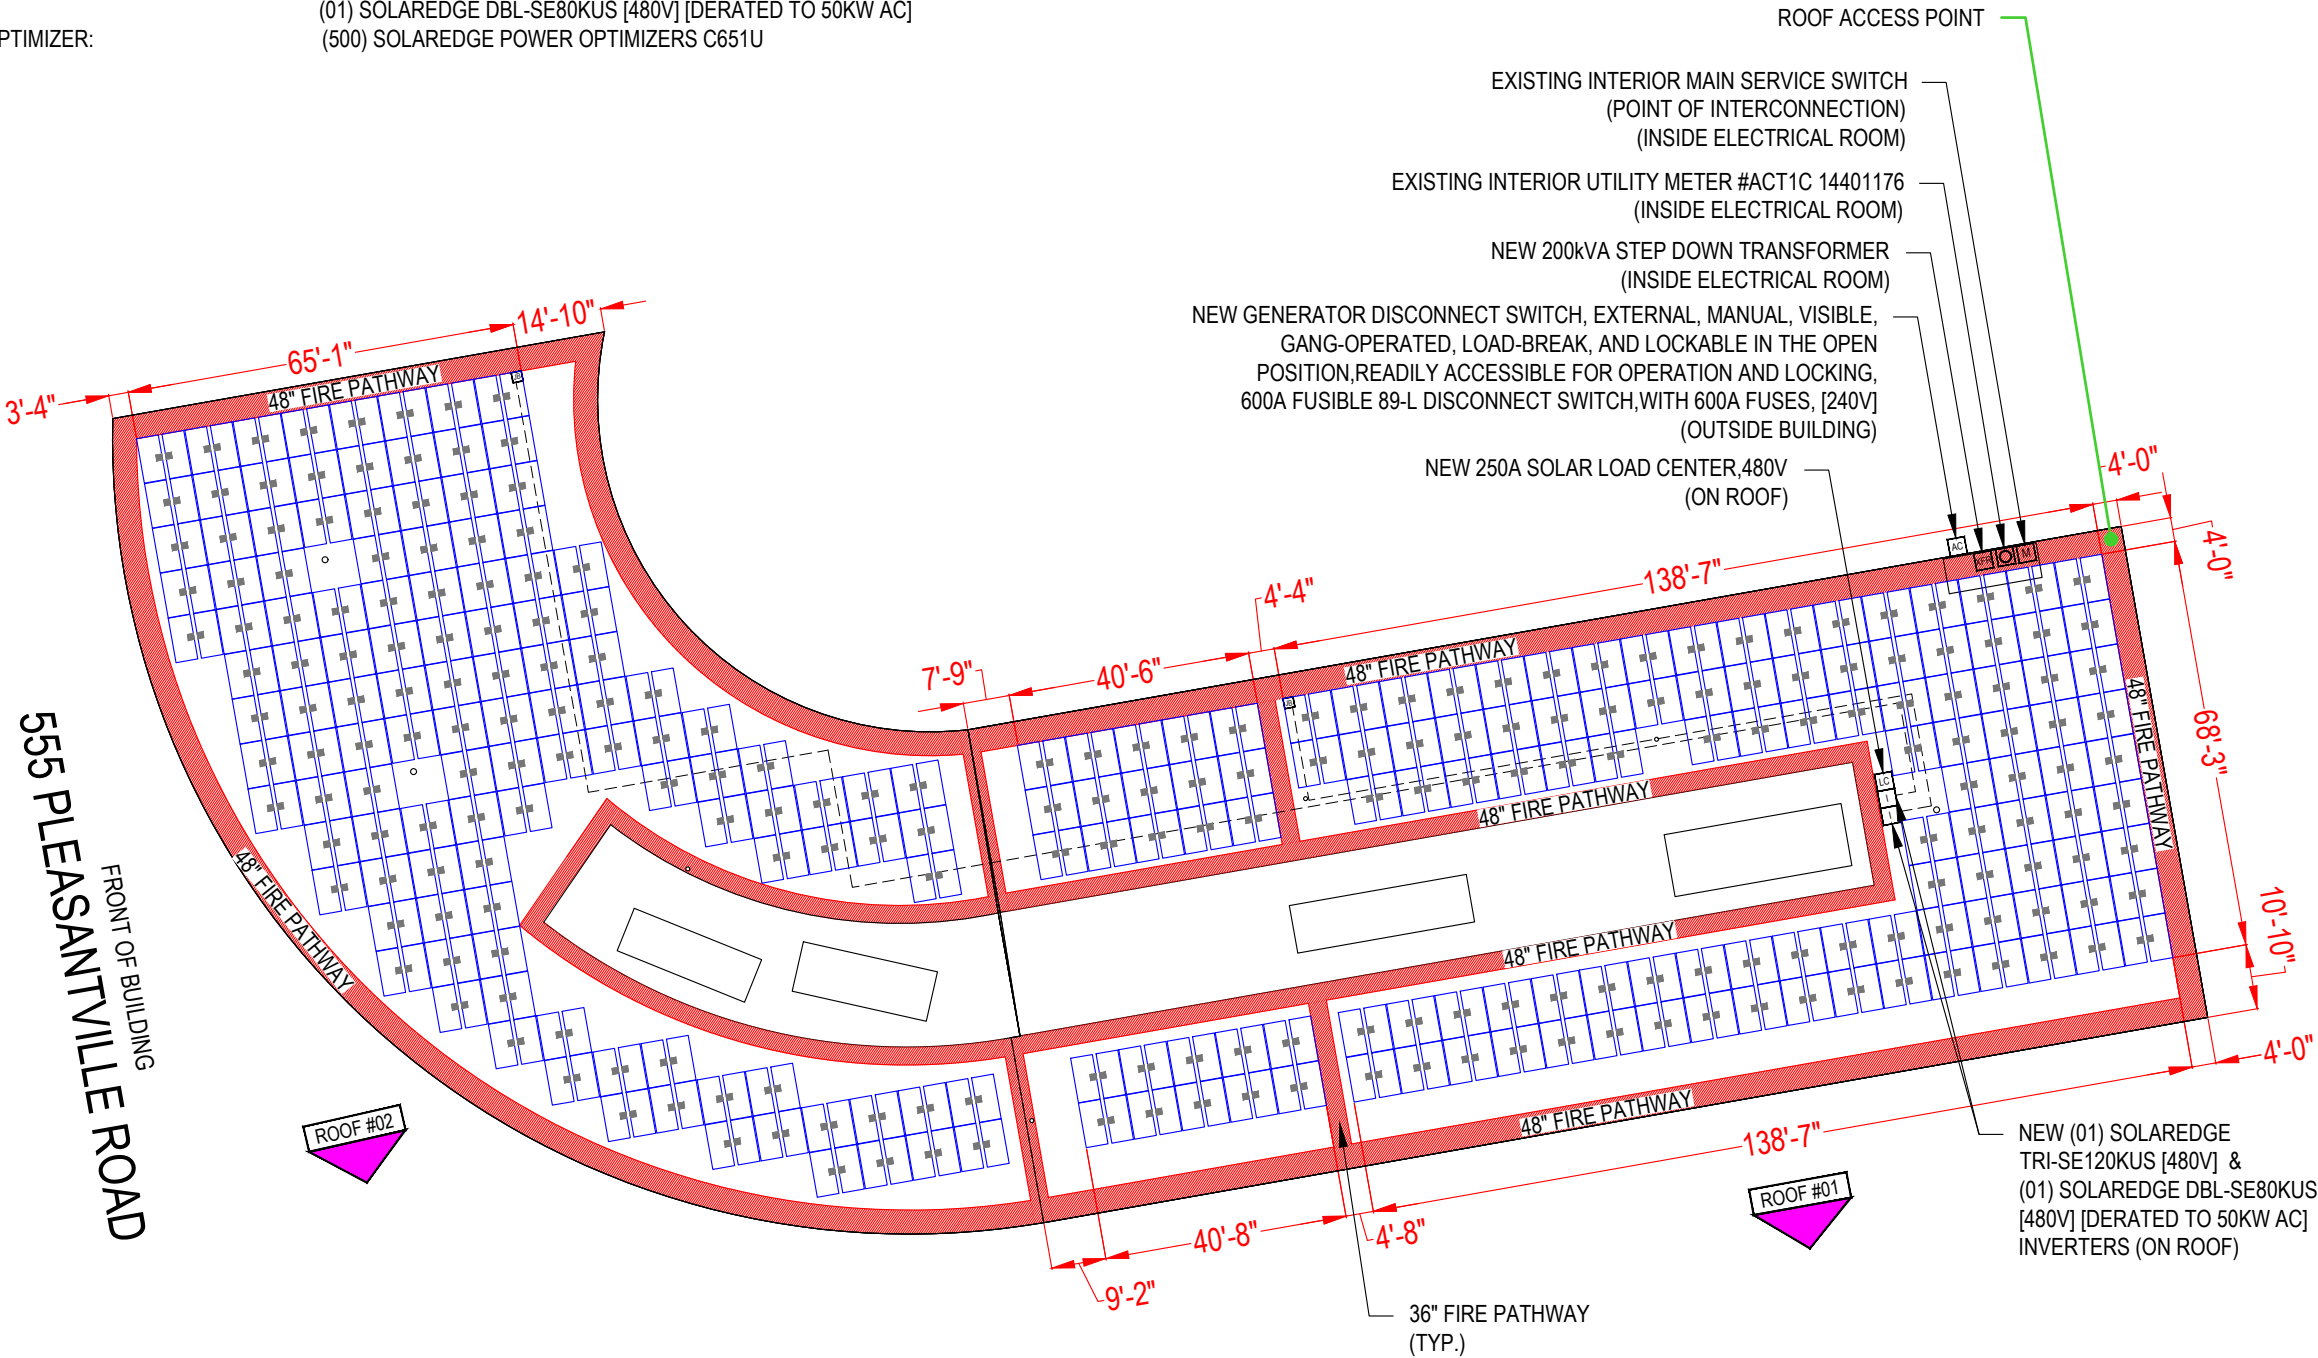 (01) SOLAREDGE DBL-SE80KUS [480V] [DERATED TO 50KW AC]
PTIMIZER:
(500) SOLAREDGE POWER OPTIMIZERS C651U
ROOF ACCESS POINT
EXISTING INTERIOR MAIN SERVICE SWITCH
(POINT OF INTERCONNECTION)
(INSIDE ELECTRICAL ROOM)
EXISTING INTERIOR UTILITY METER #ACT1C 14401176
(INSIDE ELECTRICAL ROOM)
NEW 200kVA STEP DOWN TRANSFORMER
(INSIDE ELECTRICAL ROOM)
NEW GENERATOR DISCONNECT SWITCH, EXTERNAL, MANUAL, VISIBLE,
GANG-OPERATED, LOAD-BREAK, AND LOCKABLE IN THE OPEN
POSITION,READILY ACCESSIBLE FOR OPERATION AND LOCKING,
600A FUSIBLE 89-L DISCONNECT SWITCH,WITH 600A FUSES, [240V]
(OUTSIDE BUILDING)
NEW 250A SOLAR LOAD CENTER,480V
(ON ROOF)
3'-4"
65'-1"
14'-10"
48" FIRE PATHWAY
JB
7'-9"
40'-6"
4'-4"
138'-7"
4'-0"
4'-0"
AC
XFR
M
48" FIRE PATHWAY
JB
48" FIRE PATHWAY
68'-3"
LC
I
48" FIRE PATHWAY
48" FIRE PATHWAY
10'-10"
48" FIRE PATHWAY
FRONT OF BUILDING
555 PLEASANTVILLE ROAD
ROOF #02
48" FIRE PATHWAY
4'-0"
138'-7"
ROOF #01
4'-8"
40'-8"
9'-2"
36" FIRE PATHWAY
(TYP.)
NEW (01) SOLAREDGE
TRI-SE120KUS [480V] &
(01) SOLAREDGE DBL-SE80KUS
[480V] [DERATED TO 50KW AC]
INVERTERS (ON ROOF)